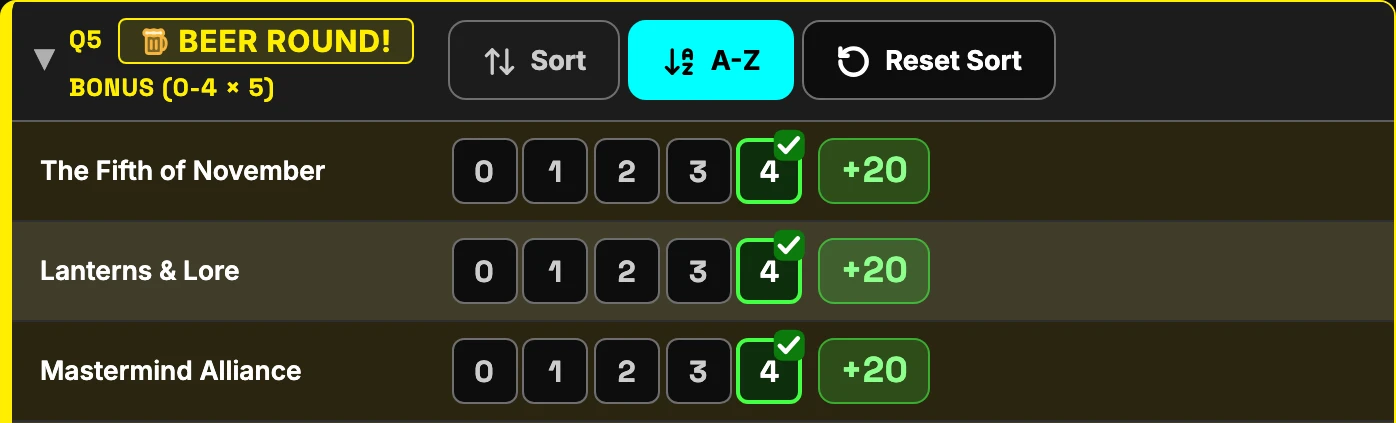 Q5 🍺 BEER ROUND!
BONUS (0-4 × 5)
Sort
A-Z
Reset Sort
The Fifth of November 0 1 2 3 4 +20
Lanterns & Lore 0 1 2 3 4 +20
Mastermind Alliance 0 1 2 3 4 +20